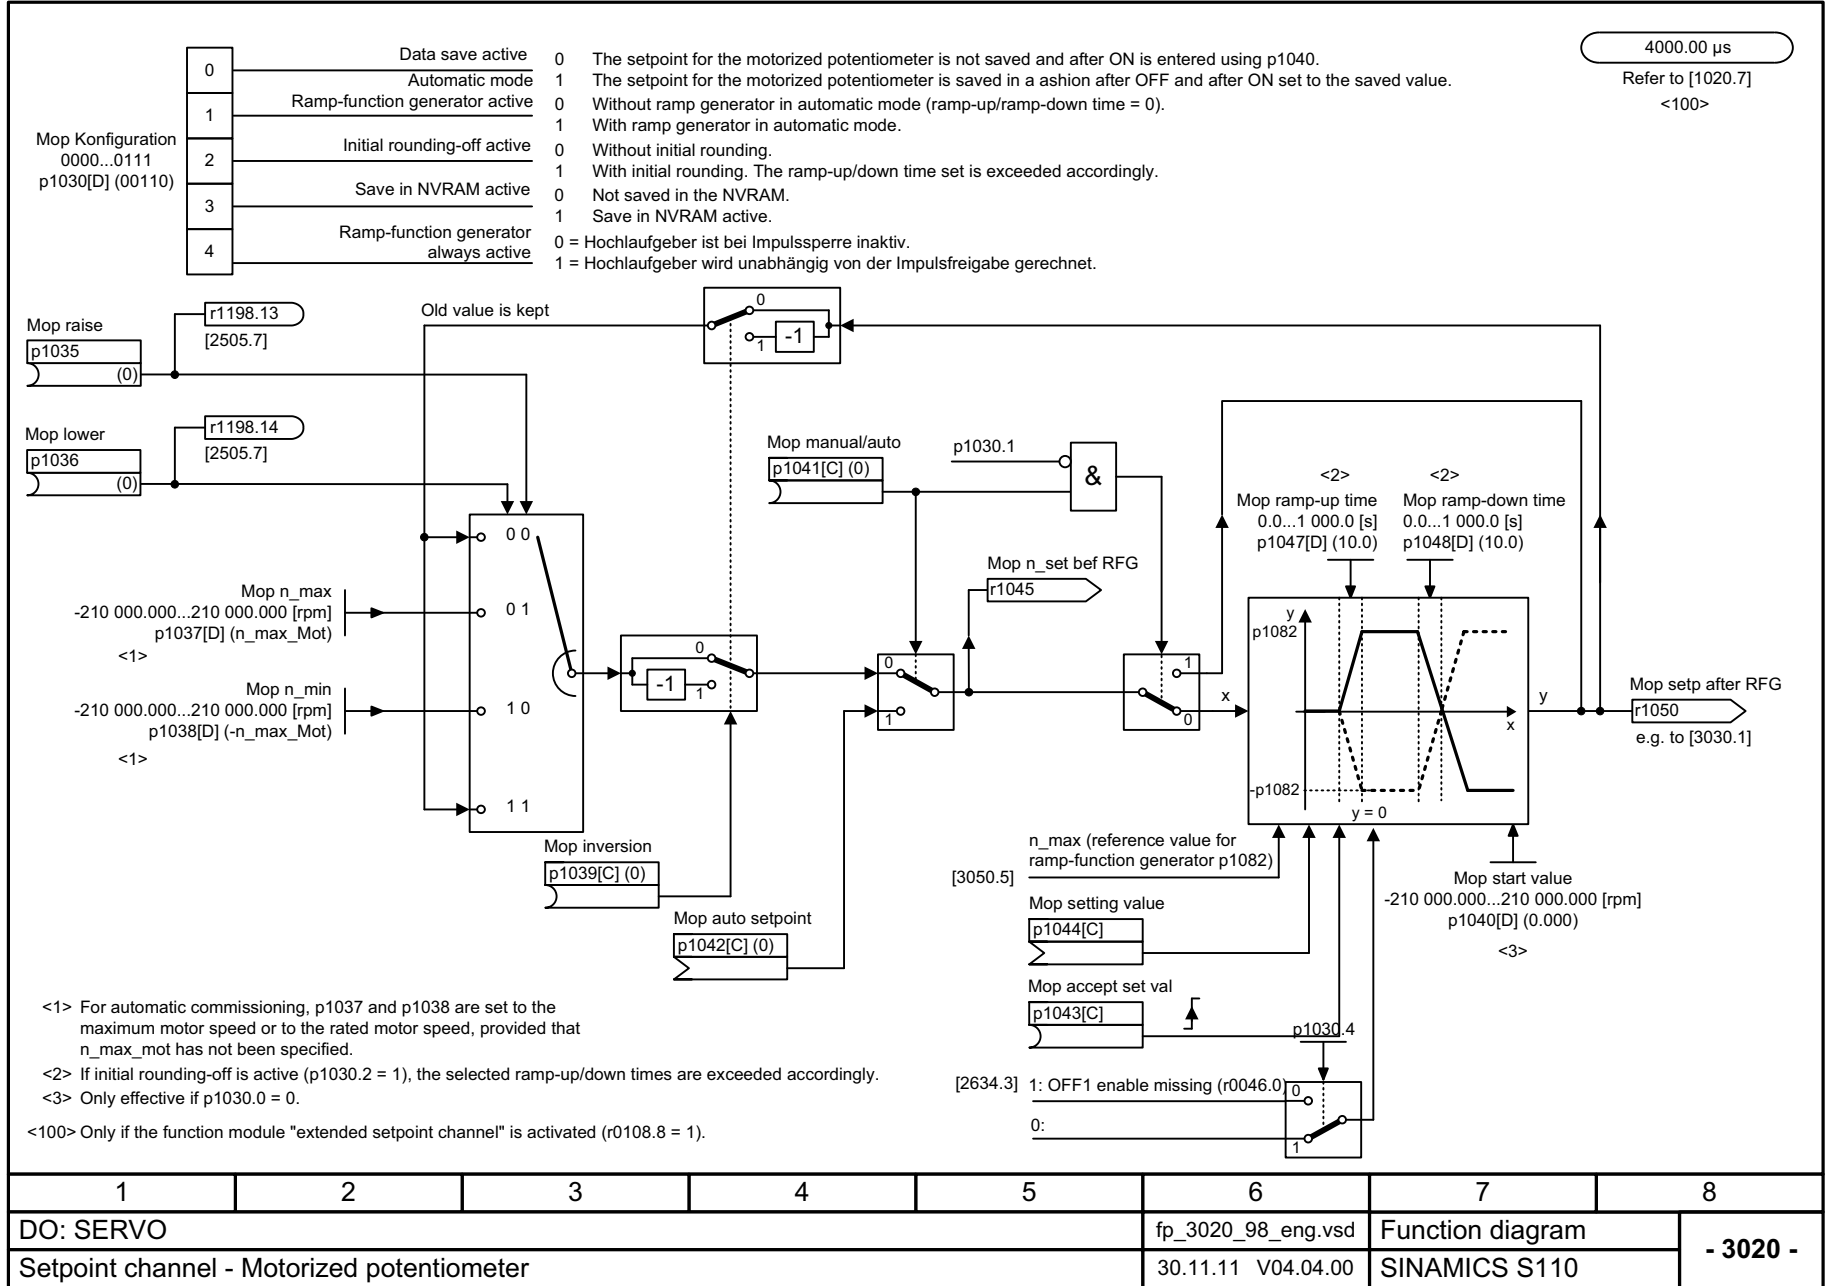 0
1
2
3
4
Mop Konfiguration
0000...0111
p1030[D] (00110)
Data save active
Automatic mode
Ramp-function generator active
Initial rounding-off active
Save in NVRAM active
Ramp-function generator
always active
0 The setpoint for the motorized potentiometer is not saved and after ON is entered using p1040.
1 The setpoint for the motorized potentiometer is saved in a ashion after OFF and after ON set to the saved value.
0 Without ramp generator in automatic mode (ramp-up/ramp-down time = 0).
1 With ramp generator in automatic mode.
0 Without initial rounding.
1 With initial rounding. The ramp-up/down time set is exceeded accordingly.
0 Not saved in the NVRAM.
1 Save in NVRAM active.
0 = Hochlaufgeber ist bei Impulssperre inaktiv.
1 = Hochlaufgeber wird unabhängig von der Impulsfreigabe gerechnet.
4000.00 µs
Refer to [1020.7]
<100>
Mop raise
p1035
(0)
r1198.13
[2505.7]
Mop lower
p1036
(0)
r1198.14
[2505.7]
Old value is kept
0
1
-1
Mop manual/auto
p1041[C] (0)
p1030.1
&
<2>
Mop ramp-up time
0.0...1 000.0 [s]
p1047[D] (10.0)
<2>
Mop ramp-down time
0.0...1 000.0 [s]
p1048[D] (10.0)
0 0
0 1
1 0
1 1
Mop n_max
-210 000.000...210 000.000 [rpm]
p1037[D] (n_max_Mot)
<1>
Mop n_min
-210 000.000...210 000.000 [rpm]
p1038[D] (-n_max_Mot)
<1>
-1
0
1
0
1
Mop n_set bef RFG
r1045
1
0
x
y
p1082
-p1082
x
y = 0
y
Mop setp after RFG
r1050
e.g. to [3030.1]
Mop inversion
p1039[C] (0)
Mop auto setpoint
p1042[C] (0)
n_max (reference value for
ramp-function generator p1082)
[3050.5]
Mop setting value
p1044[C]
Mop accept set val
p1043[C]
Mop start value
-210 000.000...210 000.000 [rpm]
p1040[D] (0.000)
<3>
p1030.4
[2634.3] 1: OFF1 enable missing (r0046.0)
0:
0
1
<1> For automatic commissioning, p1037 and p1038 are set to the
maximum motor speed or to the rated motor speed, provided that
n_max_mot has not been specified.
<2> If initial rounding-off is active (p1030.2 = 1), the selected ramp-up/down times are exceeded accordingly.
<3> Only effective if p1030.0 = 0.
<100> Only if the function module "extended setpoint channel" is activated (r0108.8 = 1).
1 2 3 4 5 6 7 8
DO: SERVO
fp_3020_98_eng.vsd
Function diagram
- 3020 -
Setpoint channel - Motorized potentiometer
30.11.11 V04.04.00
SINAMICS S110